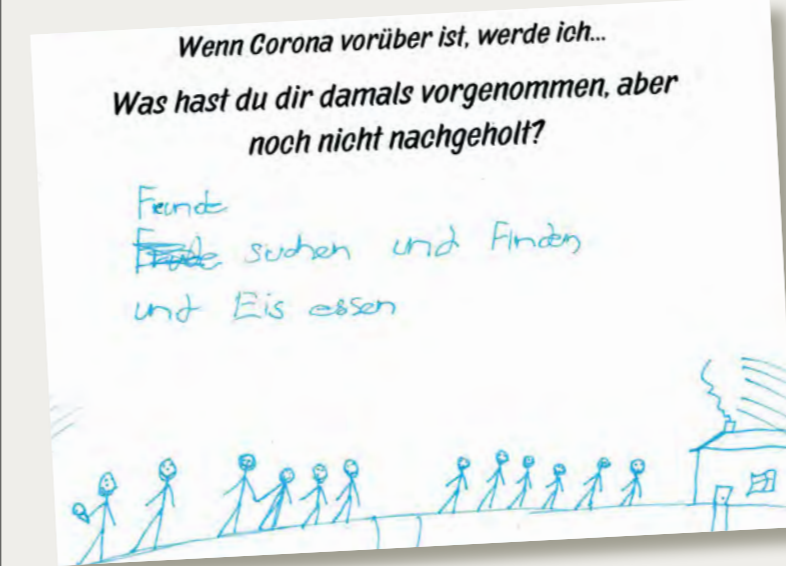 Wenn Corona vorüber ist, werde ich...
Was hast du dir damals vorgenommen, aber
noch nicht nachgeholt?
Feunde
suchen und Finden
und Eis essen